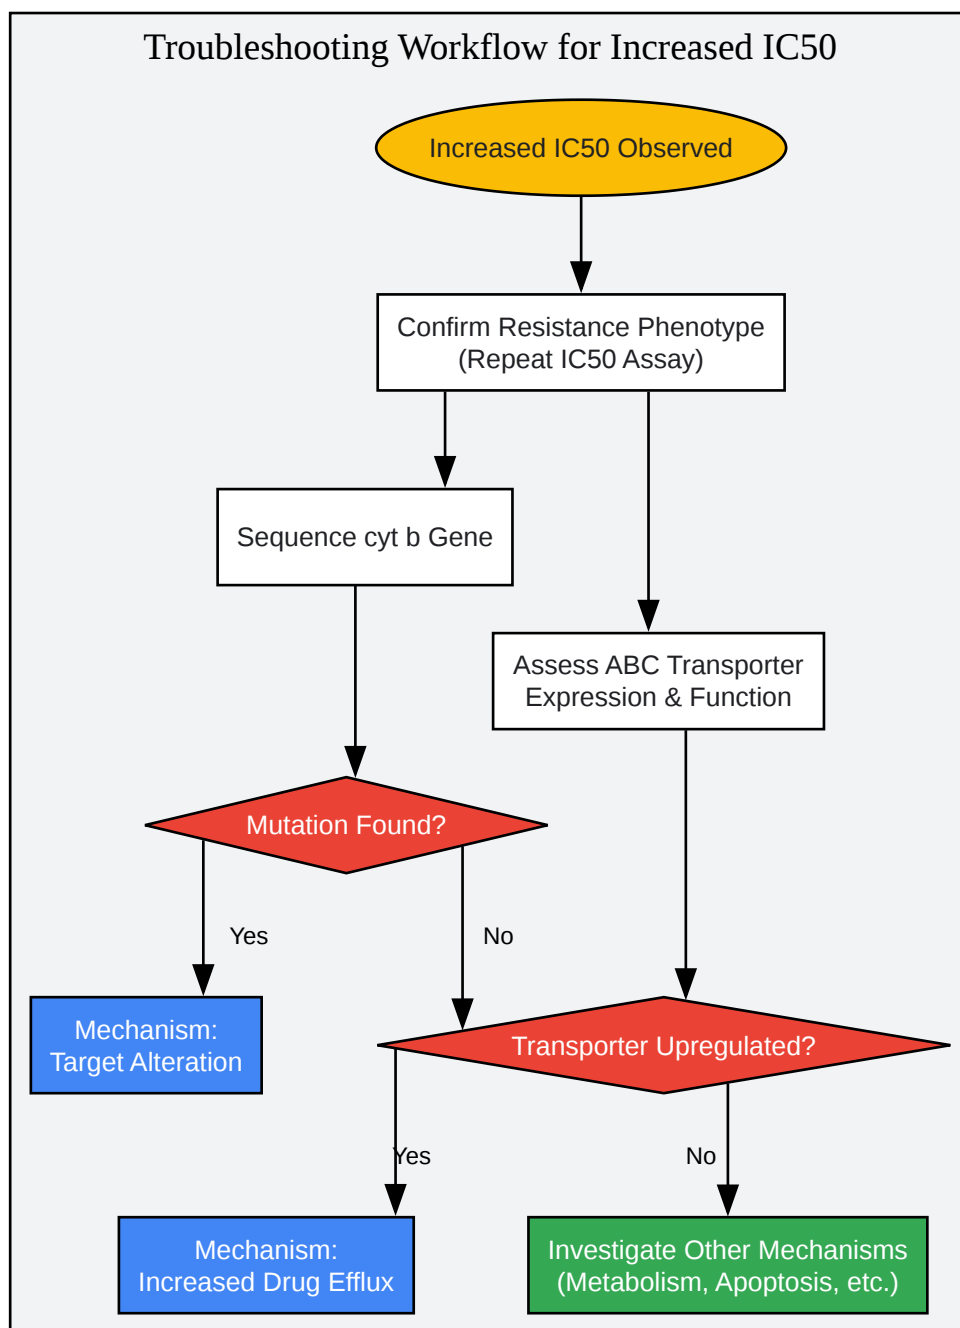 Troubleshooting Workflow for Increased IC50
Increased IC50 Observed
Confirm Resistance Phenotype
(Repeat IC50 Assay)
Sequence cyt b Gene
Assess ABC Transporter
Expression & Function
Mutation Found?
Yes
No
Mechanism:
Target Alteration
Transporter Upregulated?
Yes
No
Mechanism:
Increased Drug Efflux
Investigate Other Mechanisms
(Metabolism, Apoptosis, etc.)